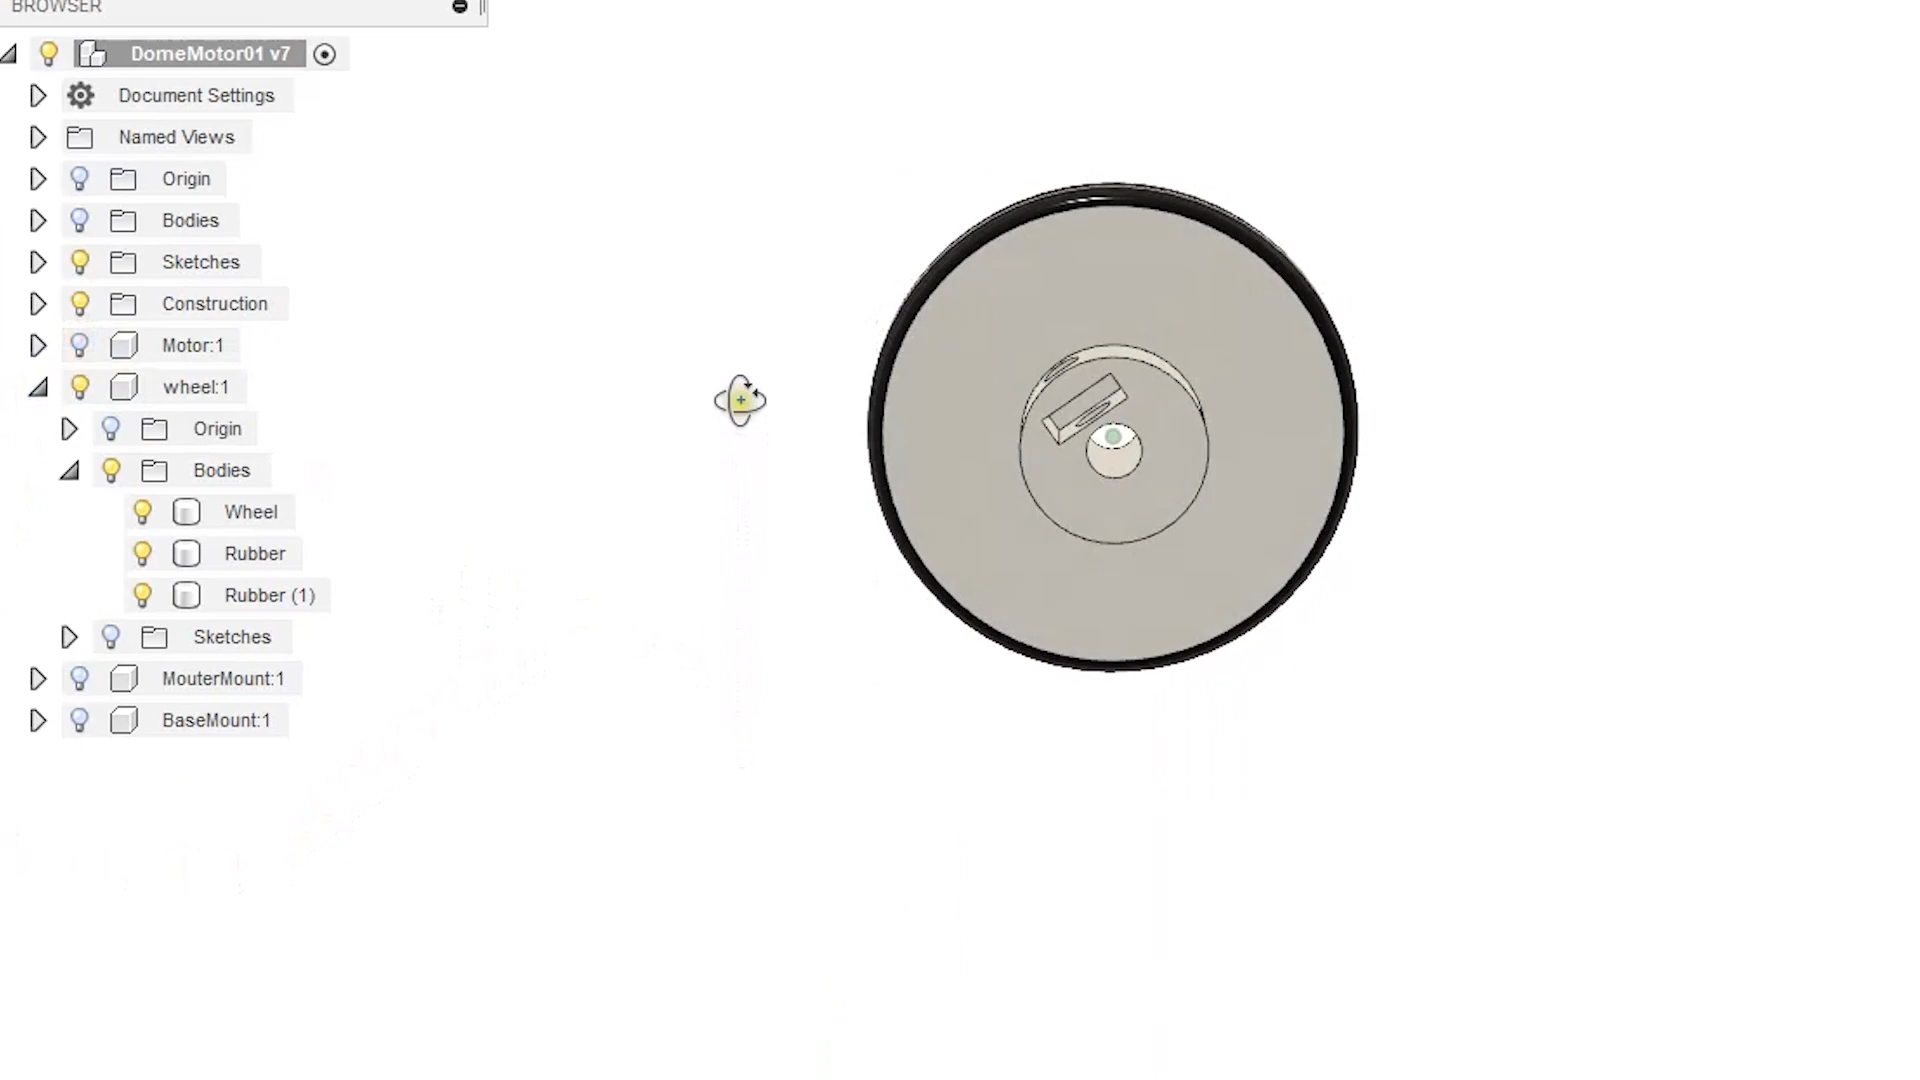 BROWSER
DomeMotor01 v7
Document Settings
Named Views
Origin
Bodies
Sketches
Construction
Motor:1
wheel:1
Origin
Bodies
Wheel
Rubber
Rubber (1)
Sketches
MouterMount:1
BaseMount:1